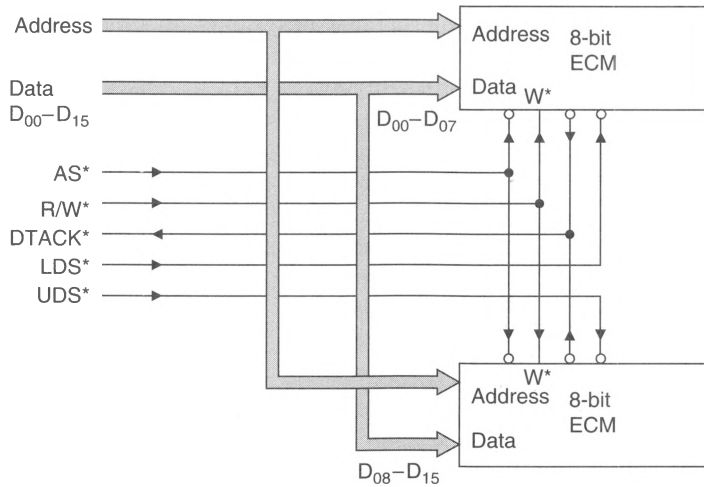 Address
Data
D00–D15
AS*
R/W*
DTACK*
LDS*
UDS*
Address 8-bit
ECM
Data
W*
D00–D07
W*
Address 8-bit
ECM
Data
D08–D15